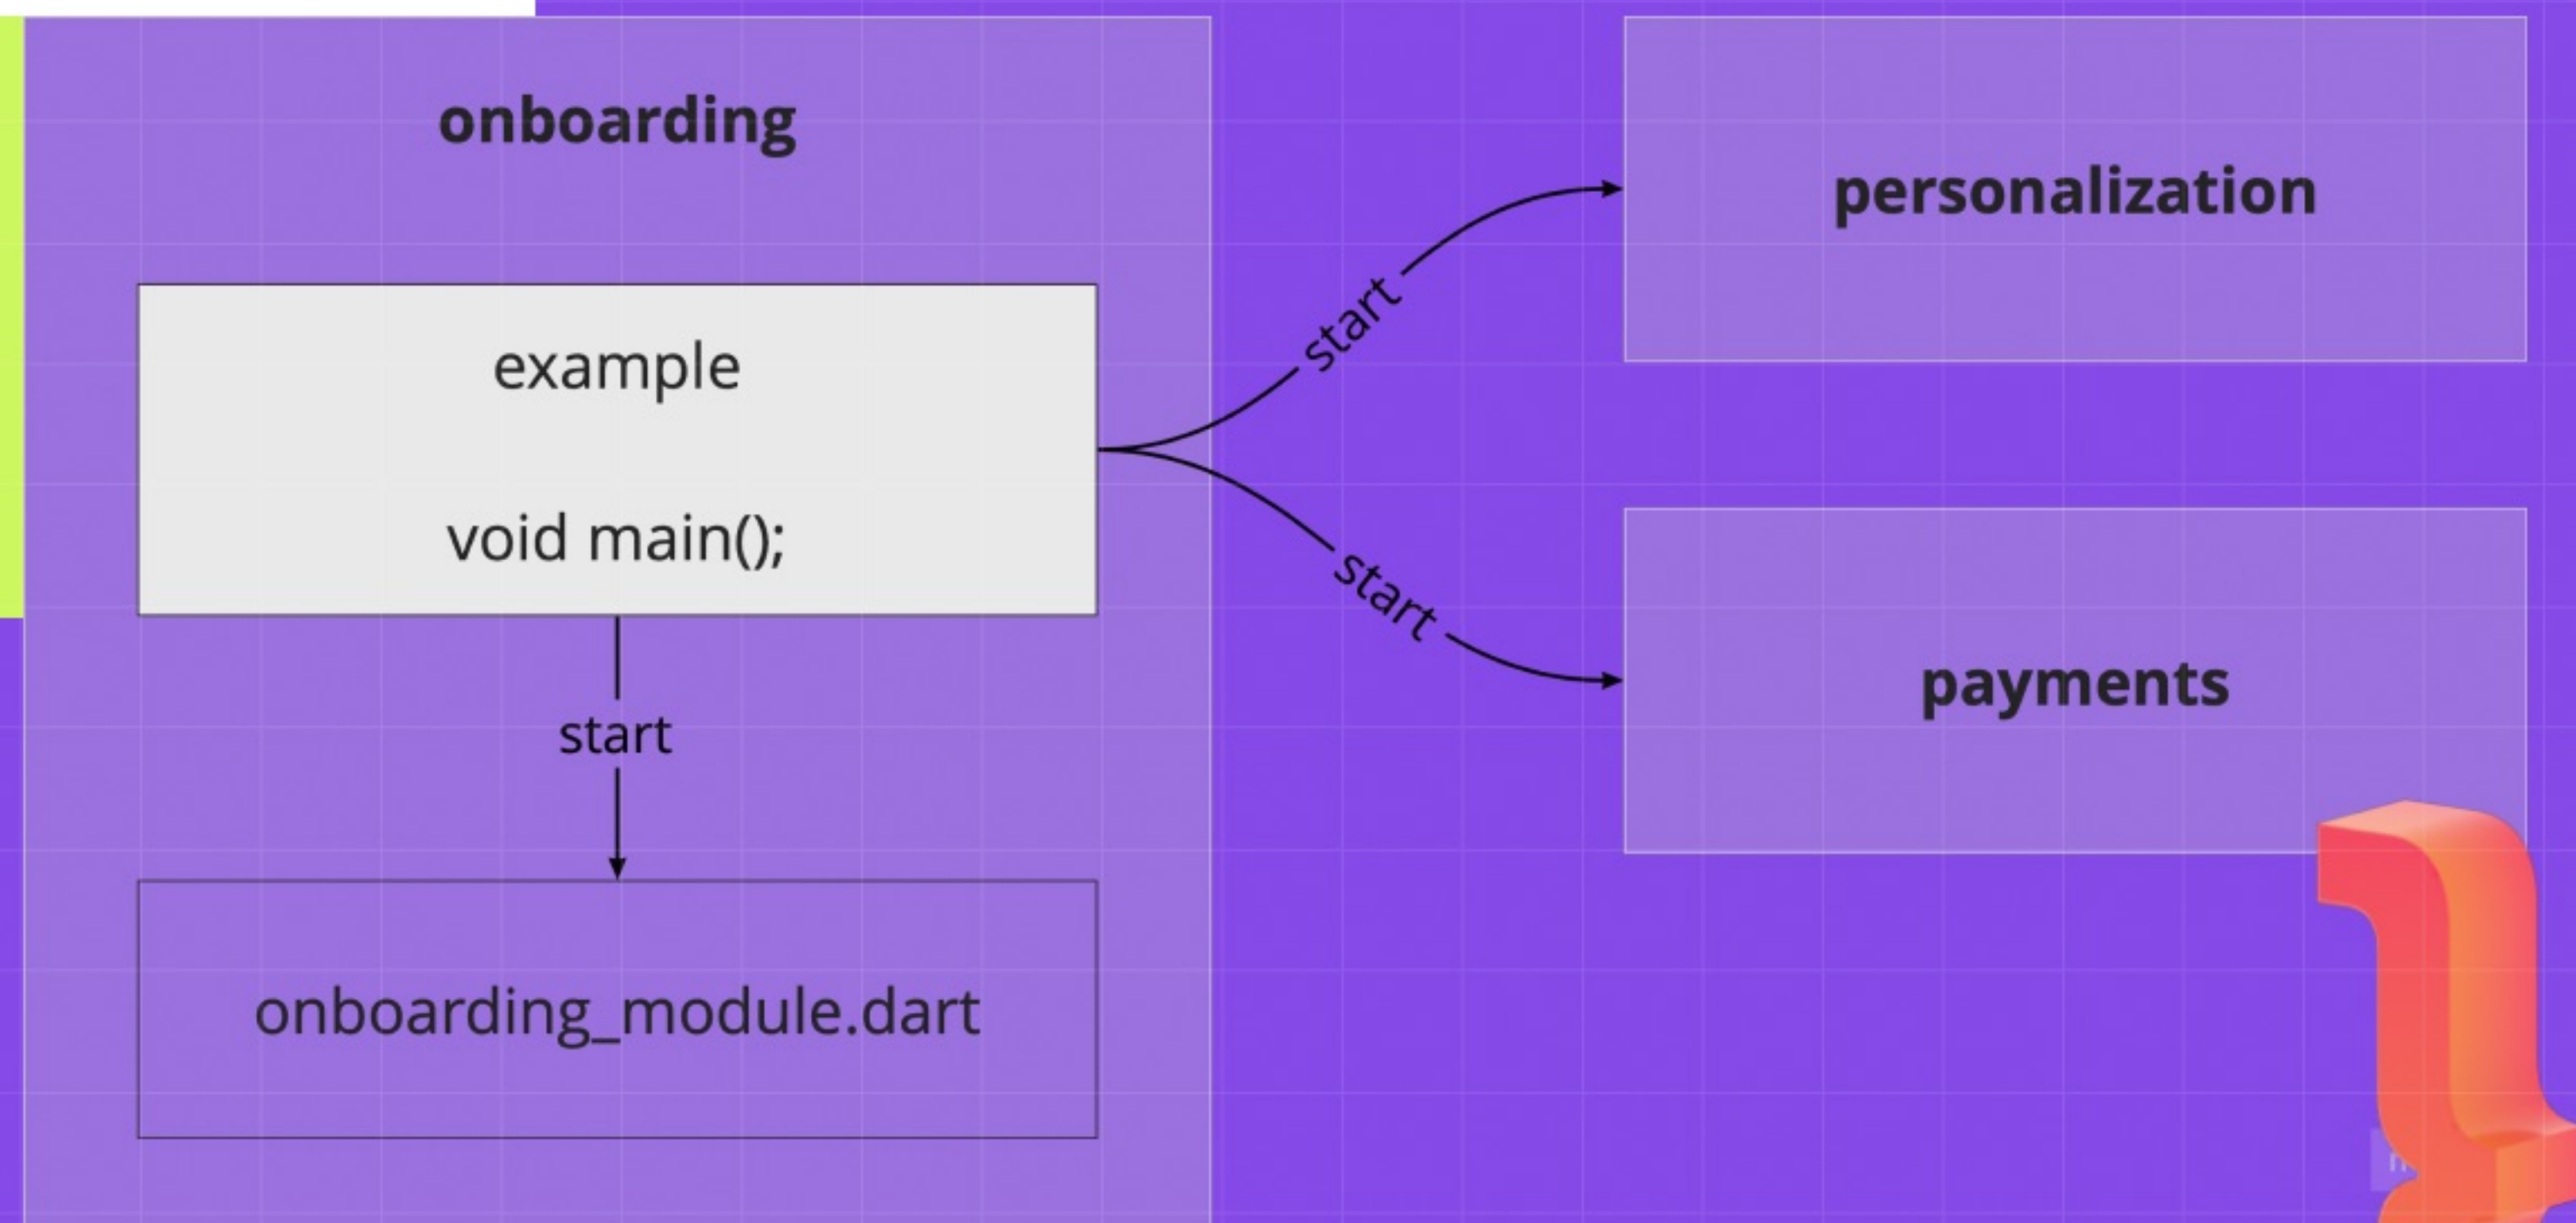 onboarding
example
void main();
start
onboarding_module.dart
start
personalization
start
payments